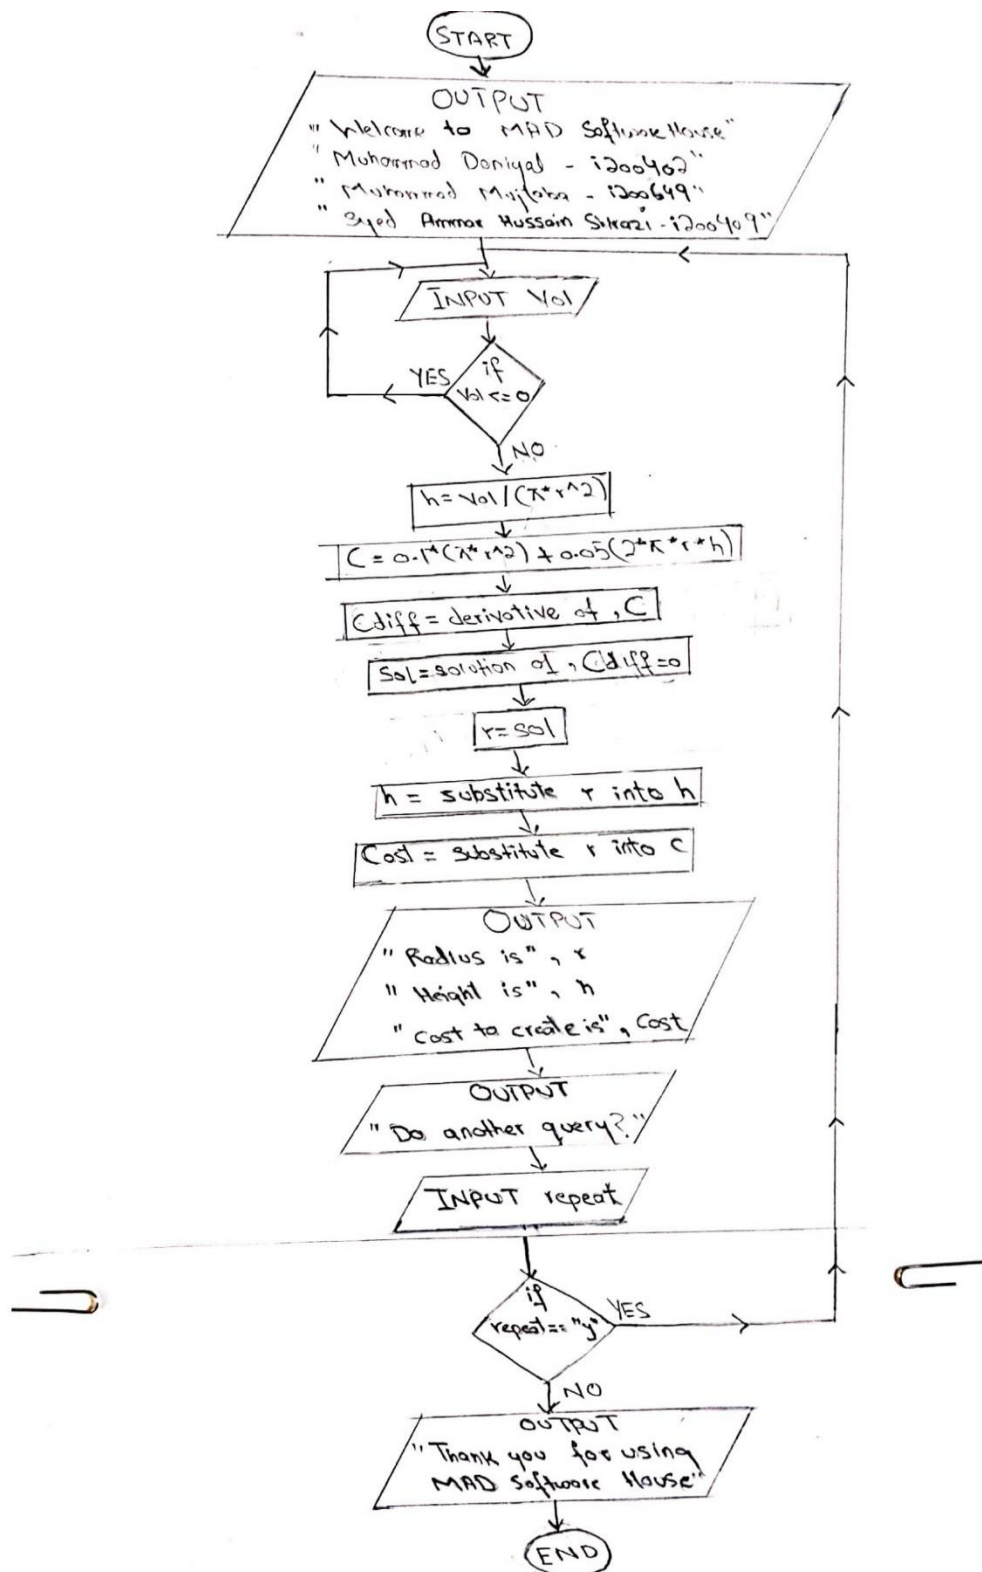 START
OUTPUT
"Welcome to MAD Software House"
"Muhammad Daniyal - i200402"
"Muhammad Mujtaba - i200649"
"Syed Ammar Hussain Shirazi - i200409"
INPUT Vol
if
Vol <= 0
YES
NO
h = Vol / (π*r^2)
C = 0.1*(π*r^2) + 0.05(2*π*r*h)
Cdiff = derivative of, C
Sol = solution of, Cdiff=0
r = sol
h = substitute r into h
Cost = substitute r into C
OUTPUT
"Radius is", r
"Height is", h
"Cost to create is", Cost
OUTPUT
"Do another query?"
INPUT repeat
if
repeat == "y"
YES
NO
OUTPUT
"Thank you for using
MAD Software House"
END